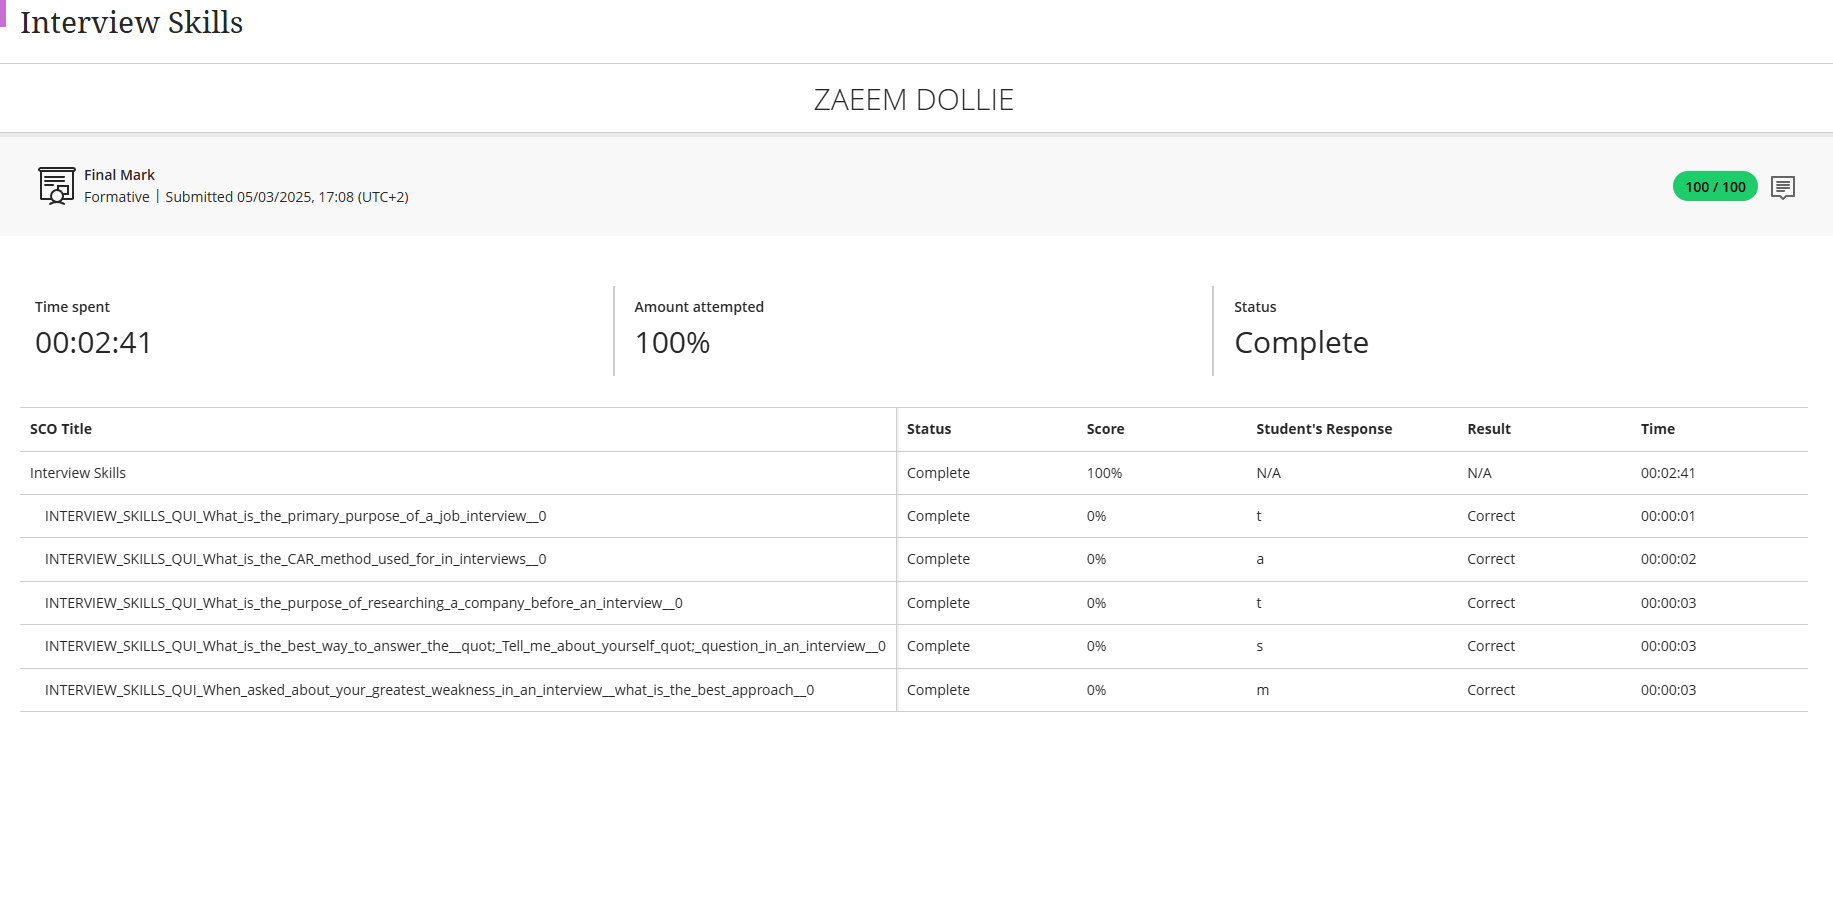 Interview Skills
ZAEEM DOLLIE
Final Mark
Formative | Submitted 05/03/2025, 17:08 (UTC+2)
100 / 100
Time spent
00:02:41
Amount attempted
100%
Status
Complete
SCO Title Status Score Student's Response Result Time
Interview Skills Complete 100% N/A N/A 00:02:41
INTERVIEW_SKILLS_QUI_What_is_the_primary_purpose_of_a_job_interview__0 Complete 0% t Correct 00:00:01
INTERVIEW_SKILLS_QUI_What_is_the_CAR_method_used_for_in_interviews__0 Complete 0% a Correct 00:00:02
INTERVIEW_SKILLS_QUI_What_is_the_purpose_of_researching_a_company_before_an_interview__0 Complete 0% t Correct 00:00:03
INTERVIEW_SKILLS_QUI_What_is_the_best_way_to_answer_the__quot;_Tell_me_about_yourself_quot;_question_in_an_interview__0 Complete 0% s Correct 00:00:03
INTERVIEW_SKILLS_QUI_When_asked_about_your_greatest_weakness_in_an_interview__what_is_the_best_approach__0 Complete 0% m Correct 00:00:03